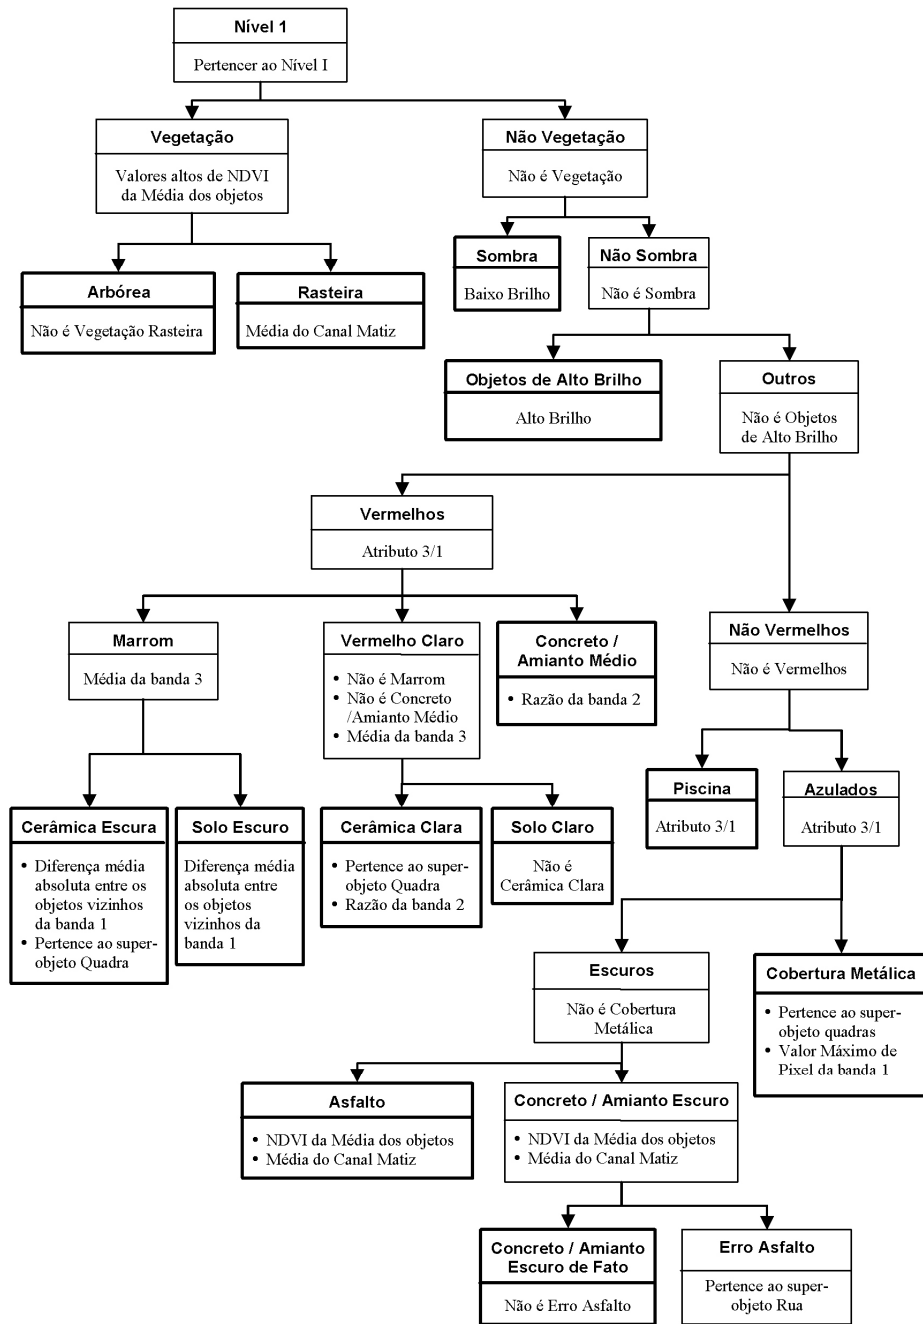 Nível 1
Pertencer ao Nível I
Vegetação
Valores altos de NDVI
da Média dos objetos
Não Vegetação
Não é Vegetação
Arbórea
Não é Vegetação Rasteira
Rasteira
Média do Canal Matiz
Sombra
Baixo Brilho
Não Sombra
Não é Sombra
Objetos de Alto Brilho
Alto Brilho
Outros
Não é Objetos
de Alto Brilho
Vermelhos
Atributo 3/1
Marrom
Média da banda 3
Vermelho Claro
• Não é Marrom
• Não é Concreto
/Amianto Médio
• Média da banda 3
Concreto /
Amianto Médio
• Razão da banda 2
Não Vermelhos
Não é Vermelhos
Cerâmica Escura
• Diferença média
absoluta entre os
objetos vizinhos
da banda 1
• Pertence ao super-
objeto Quadra
Solo Escuro
Diferença média
absoluta entre
os objetos
vizinhos da
banda 1
Cerâmica Clara
• Pertence ao super-
objeto Quadra
• Razão da banda 2
Solo Claro
Não é
Cerâmica Clara
Piscina
Atributo 3/1
Azulados
Atributo 3/1
Escuros
Não é Cobertura
Metálica
Cobertura Metálica
• Pertence ao super-
objeto quadras
• Valor Máximo de
Pixel da banda 1
Asfalto
• NDVI da Média dos objetos
• Média do Canal Matiz
Concreto / Amianto Escuro
• NDVI da Média dos objetos
• Média do Canal Matiz
Concreto / Amianto
Escuro de Fato
Não é Erro Asfalto
Erro Asfalto
Pertence ao super-
objeto Rua